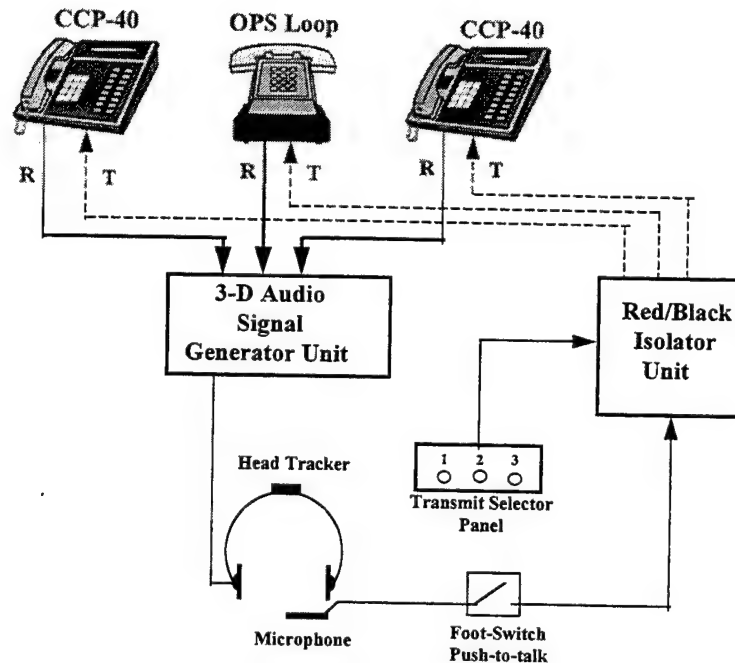 CCP-40
OPS Loop
CCP-40
R
T
R
T
R
T
3-D Audio
Signal
Generator Unit
Red/Black
Isolator
Unit
1 2 3
Transmit Selector
Panel
Head Tracker
Microphone
Foot-Switch
Push-to-talk